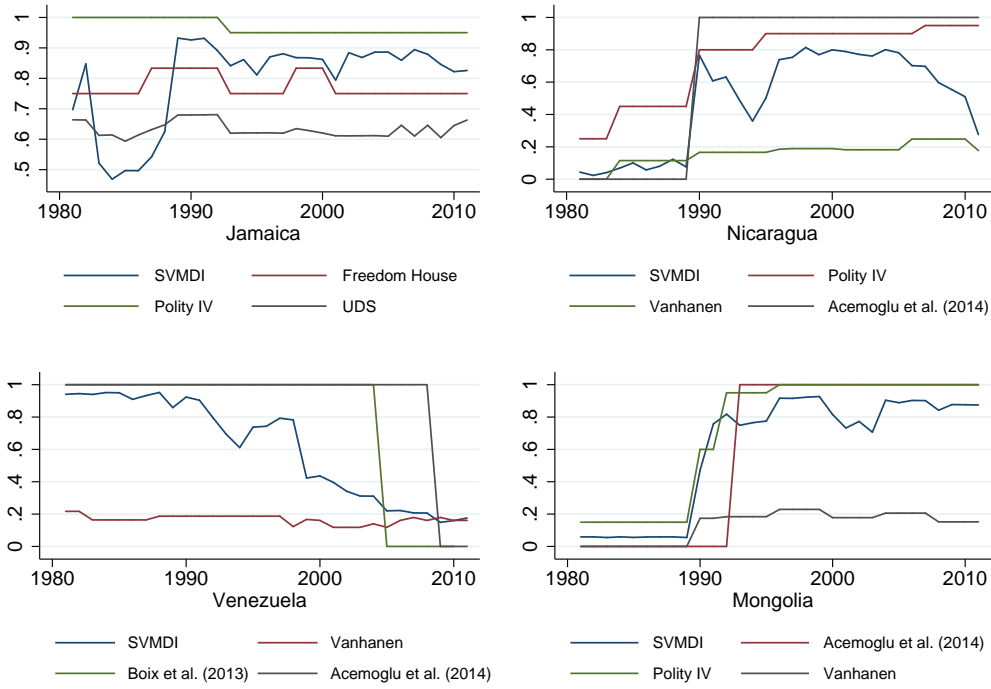 1
.9
.8
.7
.6
.5
1980
1990
2000
2010
Jamaica
SVMDI
Freedom House
Polity IV
UDS
1
.8
.6
.4
.2
0
1980
1990
2000
2010
Nicaragua
SVMDI
Polity IV
Vanhanen
Acemoglu et al. (2014)
1
.8
.6
.4
.2
0
1980
1990
2000
2010
Venezuela
SVMDI
Vanhanen
Boix et al. (2013)
Acemoglu et al. (2014)
1
.8
.6
.4
.2
0
1980
1990
2000
2010
Mongolia
SVMDI
Acemoglu et al. (2014)
Polity IV
Vanhanen